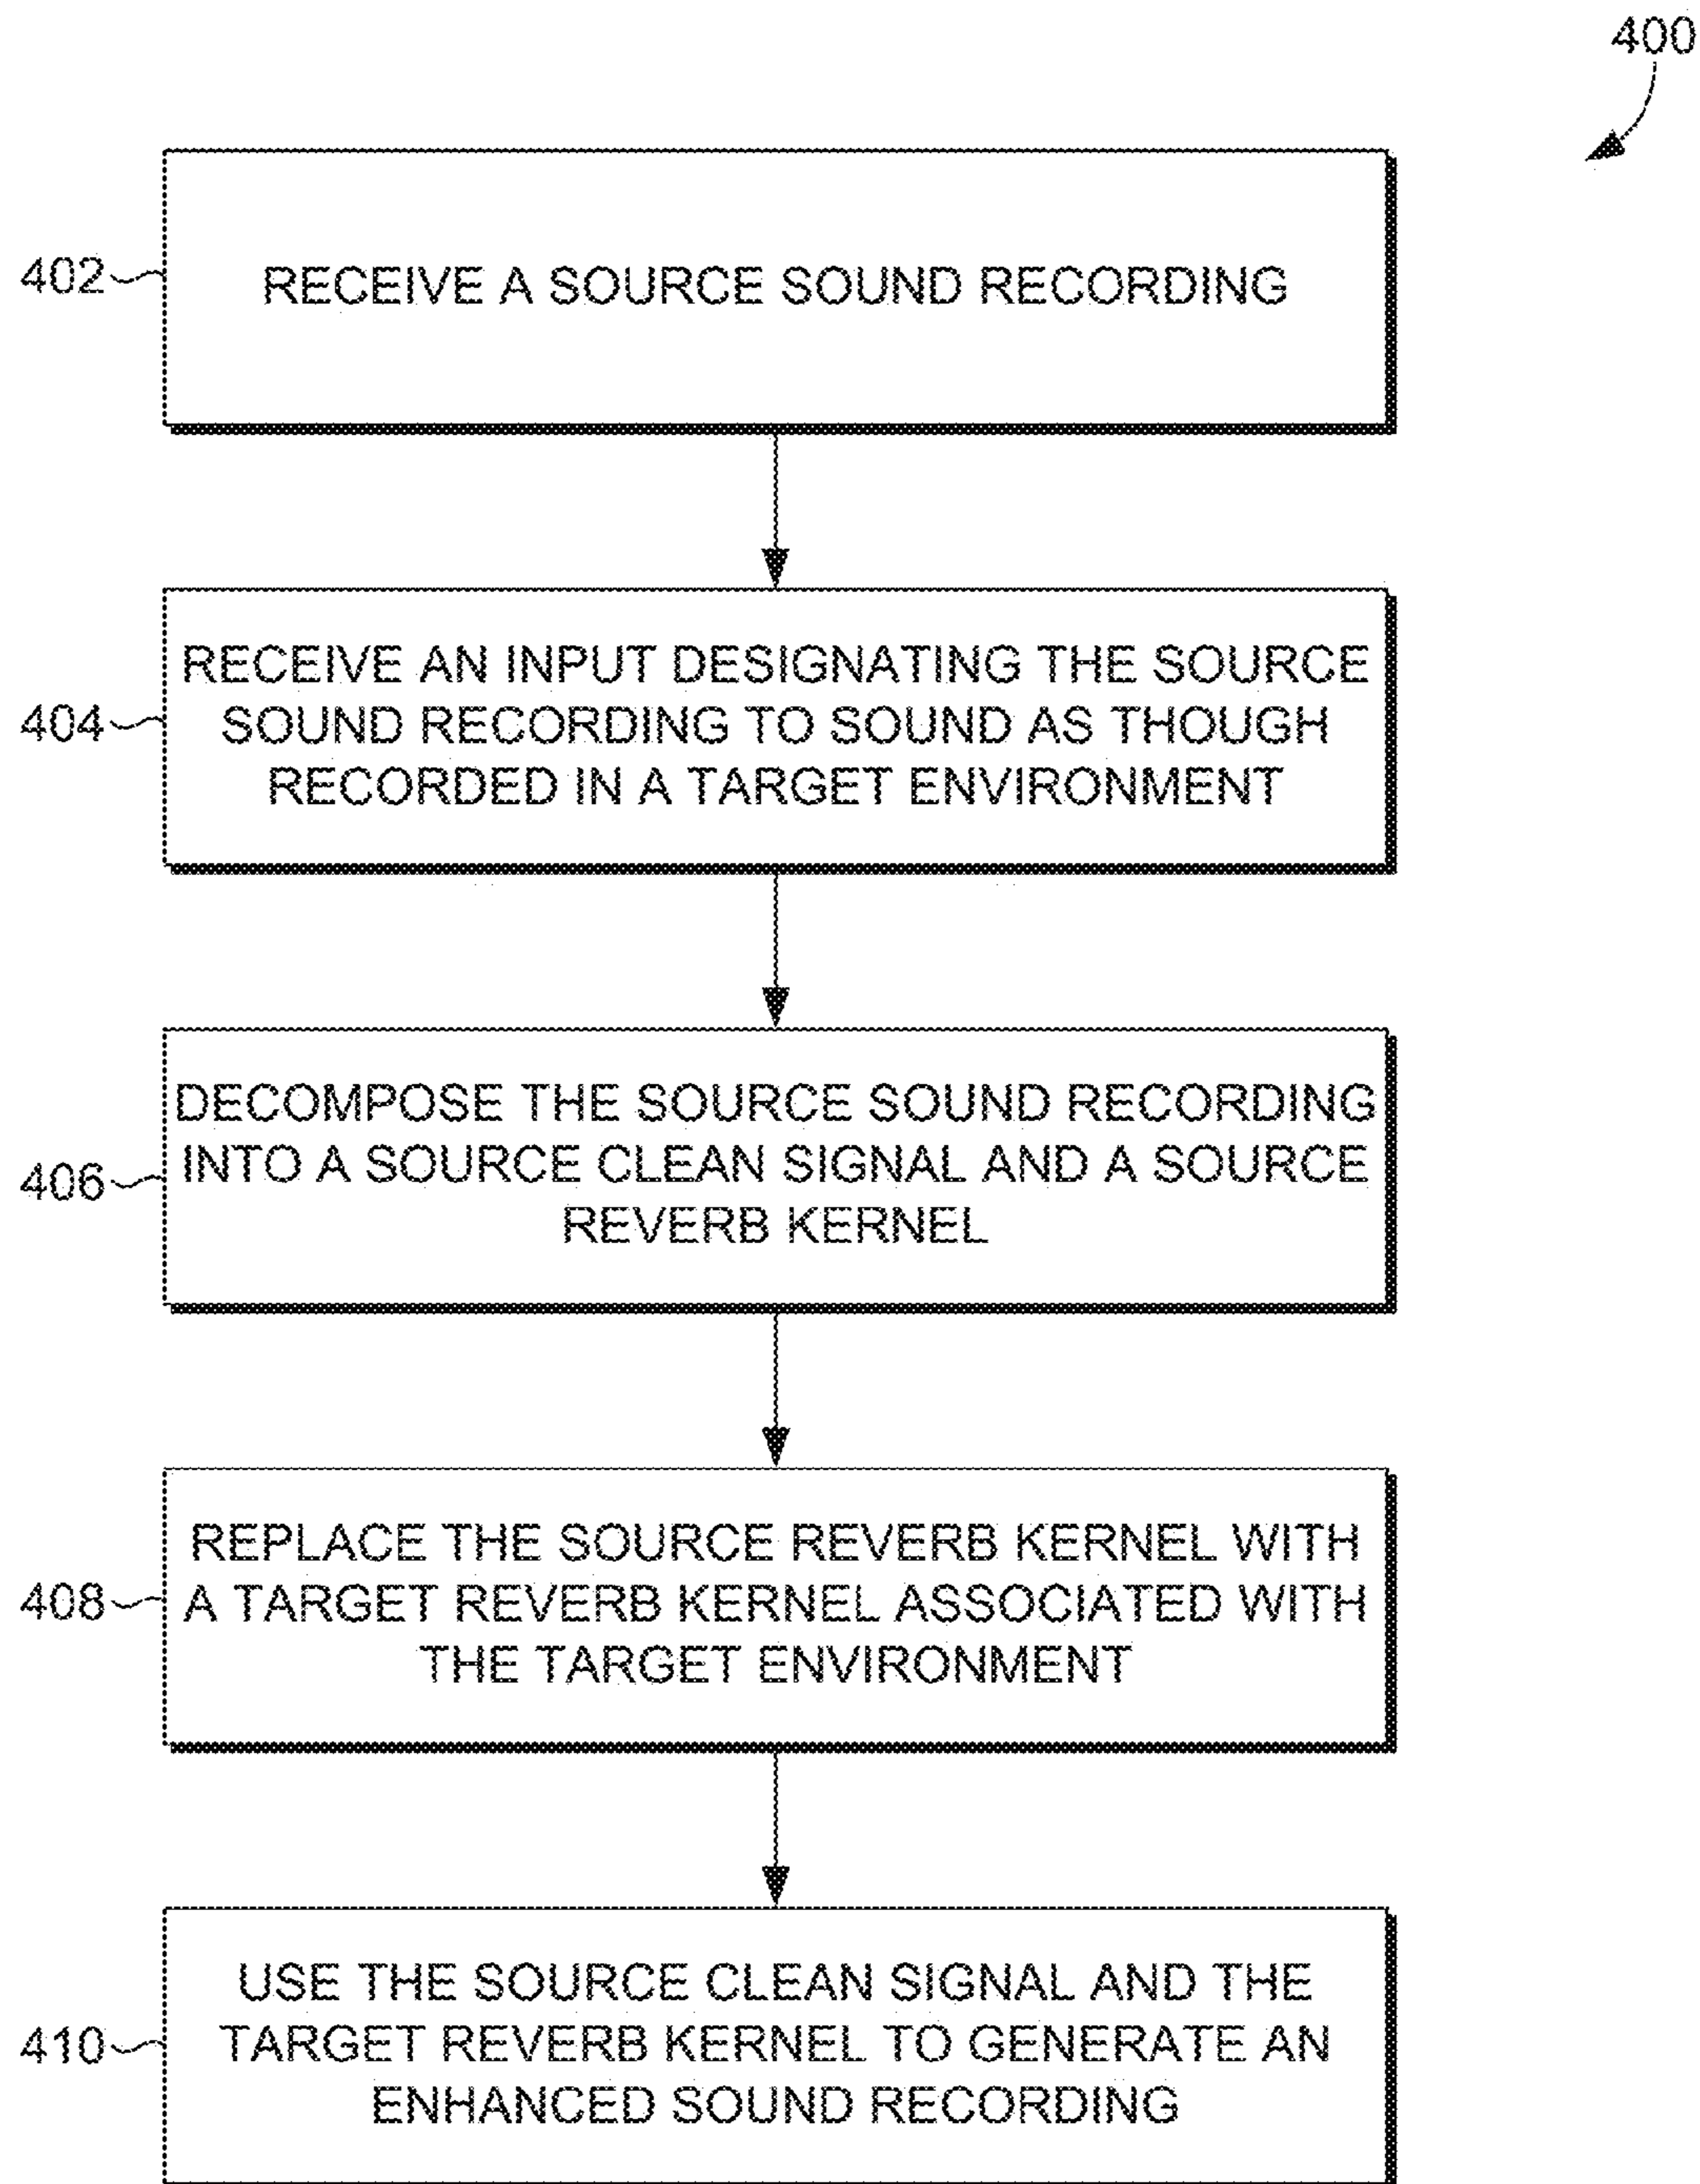 400
402
RECEIVE A SOURCE SOUND RECORDING
404
RECEIVE AN INPUT DESIGNATING THE SOURCE
SOUND RECORDING TO SOUND AS THOUGH
RECORDED IN A TARGET ENVIRONMENT
406
DECOMPOSE THE SOURCE SOUND RECORDING
INTO A SOURCE CLEAN SIGNAL AND A SOURCE
REVERB KERNEL
408
REPLACE THE SOURCE REVERB KERNEL WITH
A TARGET REVERB KERNEL ASSOCIATED WITH
THE TARGET ENVIRONMENT
410
USE THE SOURCE CLEAN SIGNAL AND THE
TARGET REVERB KERNEL TO GENERATE AN
ENHANCED SOUND RECORDING